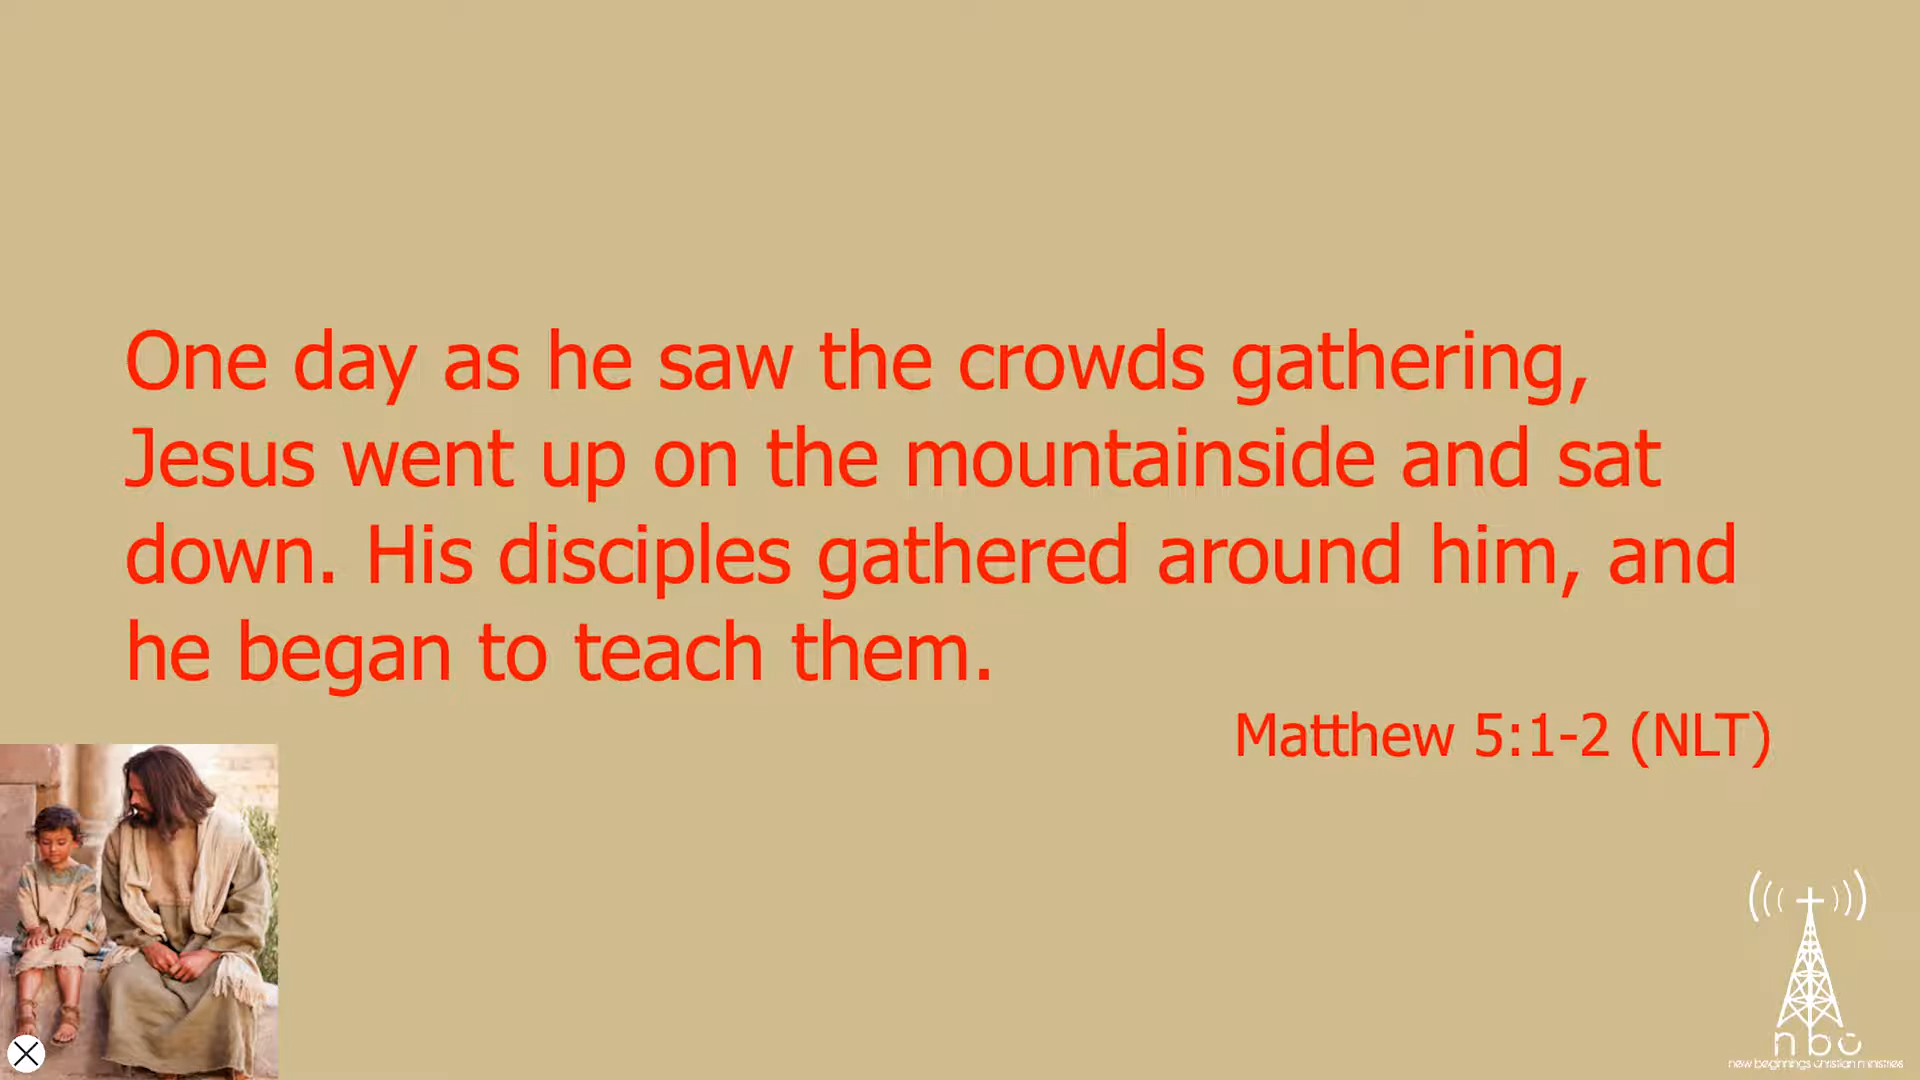 One day as he saw the crowds gathering,
Jesus went up on the mountainside and sat
down. His disciples gathered around him, and
he began to teach them.
Matthew 5:1-2 (NLT)
nbc
new beginnings christian ministries